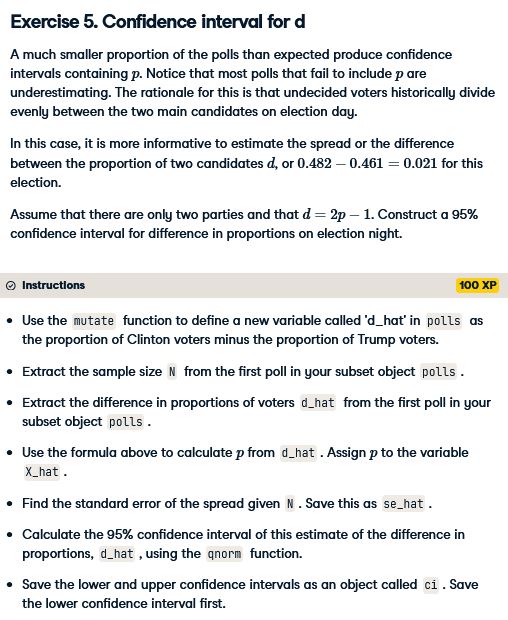 Exercise 5. Confidence interval for d
A much smaller proportion of the polls than expected produce confidence
intervals containing p. Notice that most polls that fail to include p are
underestimating. The rationale for this is that undecided voters historically divide
evenly between the two main candidates on election day.
In this case, it is more informative to estimate the spread or the difference
between the proportion of two candidates d, or 0.482 − 0.461 = 0.021 for this
election.
Assume that there are only two parties and that d = 2p − 1. Construct a 95%
confidence interval for difference in proportions on election night.
Instructions
100 XP
• Use the mutate function to define a new variable called 'd_hat' in polls as
the proportion of Clinton voters minus the proportion of Trump voters.
• Extract the sample size N from the first poll in your subset object polls .
• Extract the difference in proportions of voters d_hat from the first poll in your
subset object polls .
• Use the formula above to calculate p from d_hat . Assign p to the variable
X_hat .
• Find the standard error of the spread given N . Save this as se_hat .
• Calculate the 95% confidence interval of this estimate of the difference in
proportions, d_hat , using the qnorm function.
• Save the lower and upper confidence intervals as an object called ci . Save
the lower confidence interval first.